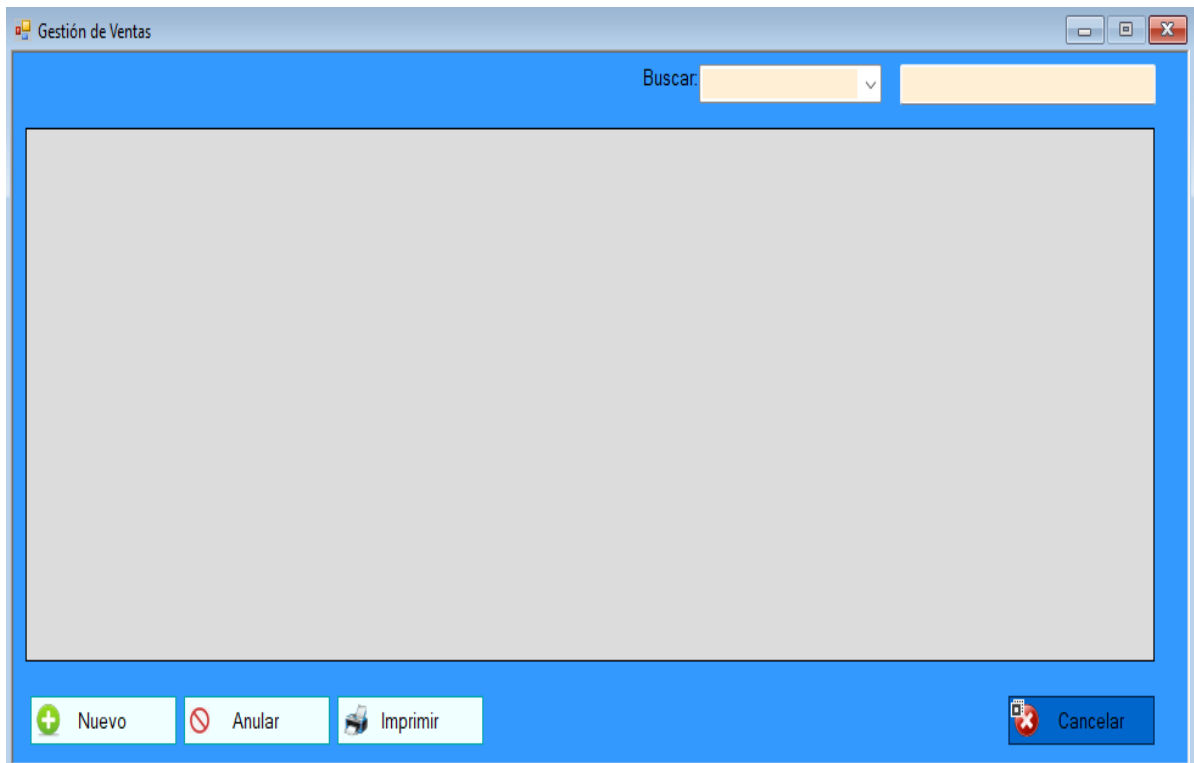 Gestión de Ventas
Buscar:
Nuevo
Anular
Imprimir
Cancelar